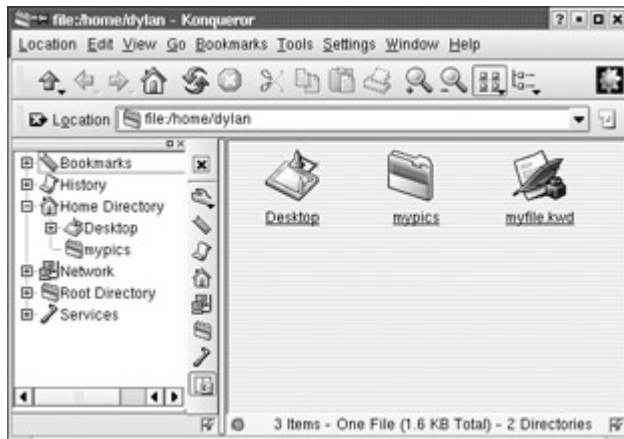 file:/home/dylan - Konqueror
Location Edit View Go Bookmarks Tools Settings Window Help
Location file:/home/dylan
Bookmarks
History
Home Directory
Desktop
mypics
Network
Root Directory
Services
Desktop mypics myfile.kwd
3 Items - One File (1.6 KB Total) - 2 Directories